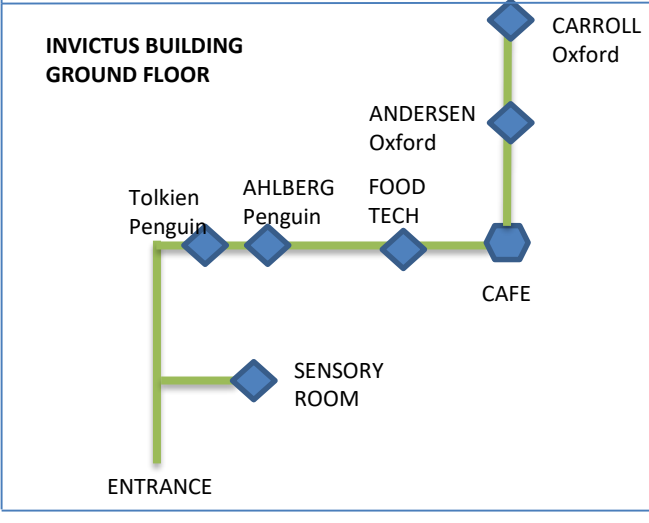 INVICTUS BUILDING
GROUND FLOOR
CARROLL
Oxford
ANDERSEN
Oxford
Tolkien
Penguin
AHLBERG
Penguin
FOOD
TECH
CAFE
SENSORY
ROOM
ENTRANCE